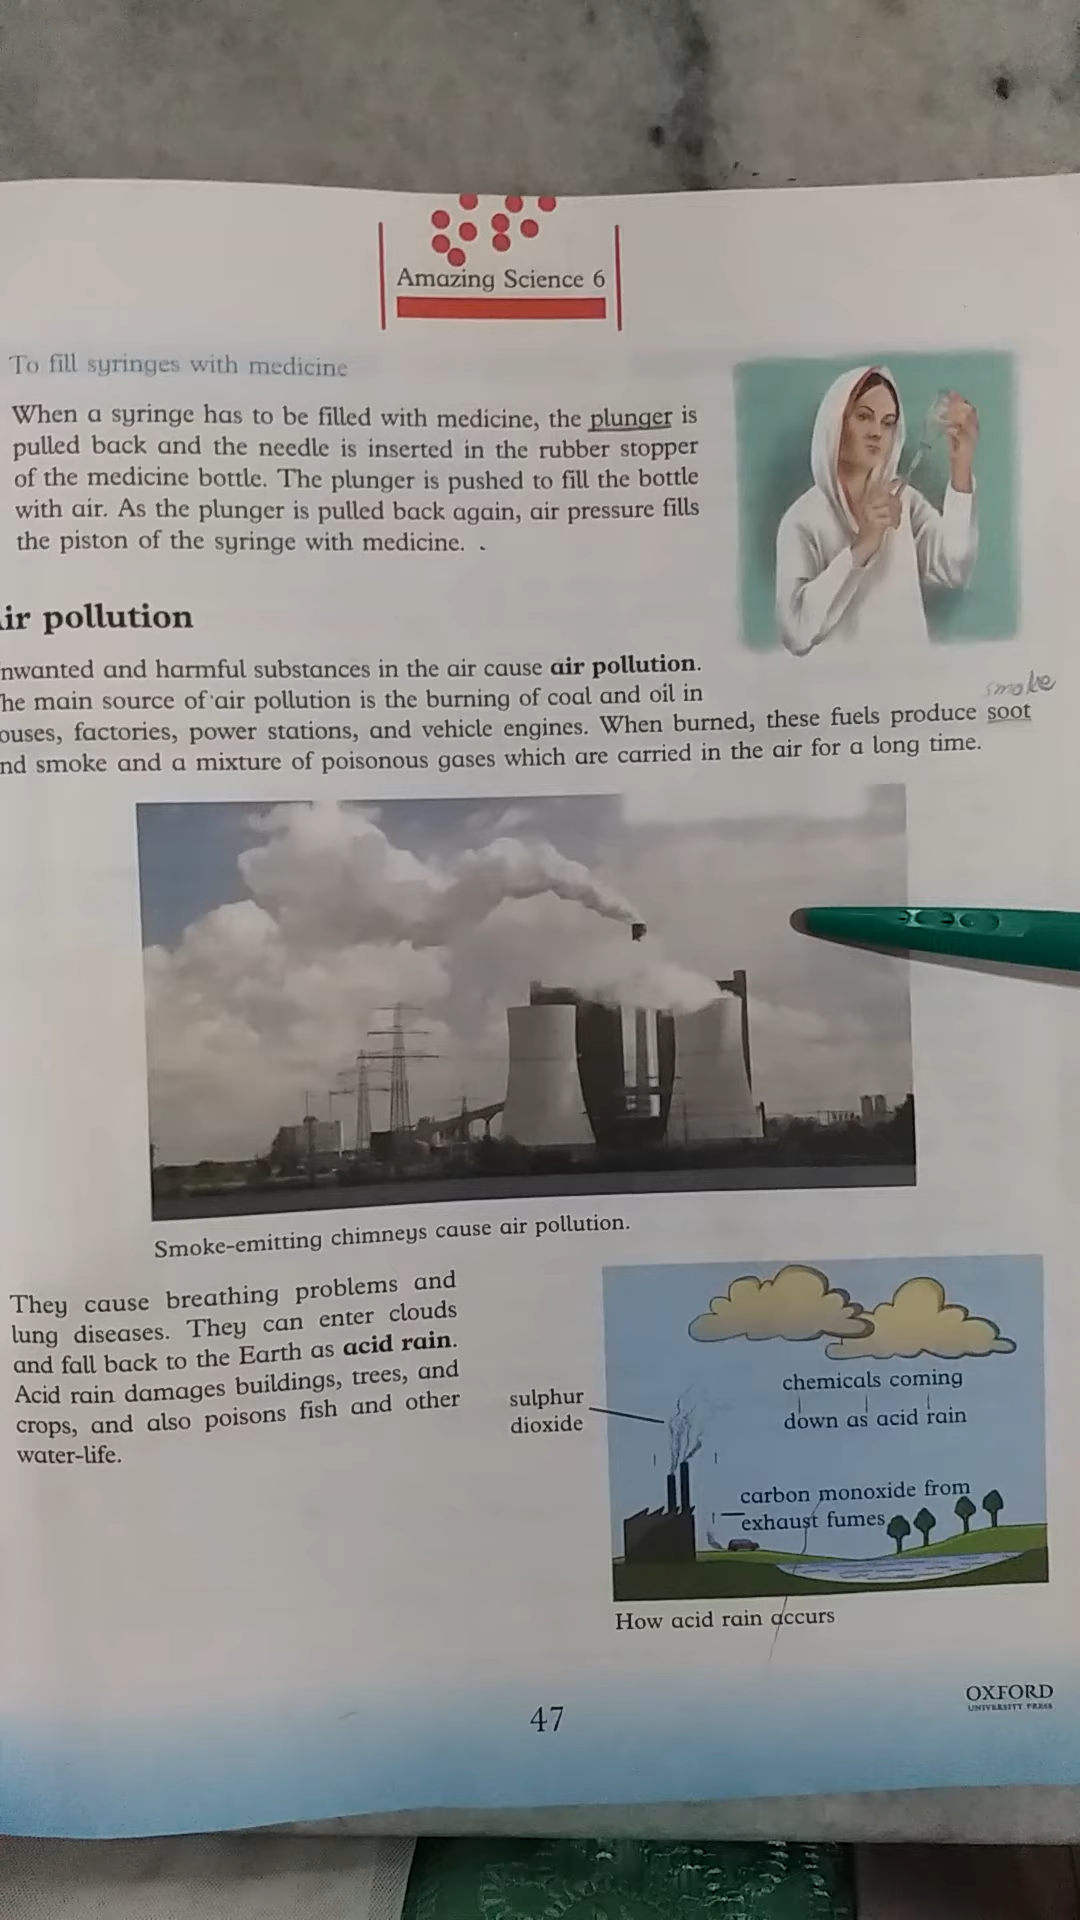 Amazing Science 6
To fill syringes with medicine
When a syringe has to be filled with medicine, the plunger is
pulled back and the needle is inserted in the rubber stopper
of the medicine bottle. The plunger is pushed to fill the bottle
with air. As the plunger is pulled back again, air pressure fills
the piston of the syringe with medicine.
ir pollution
nwanted and harmful substances in the air cause air pollution.
he main source of air pollution is the burning of coal and oil in
smoke
ouses, factories, power stations, and vehicle engines. When burned, these fuels produce soot
nd smoke and a mixture of poisonous gases which are carried in the air for a long time.
Smoke-emitting chimneys cause air pollution.
They cause breathing problems and
lung diseases. They can enter clouds
and fall back to the Earth as acid rain.
Acid rain damages buildings, trees, and
crops, and also poisons fish and other
water-life.
sulphur
dioxide
chemicals coming
down as acid rain
carbon monoxide from
exhaust fumes
How acid rain occurs
47
OXFORD
UNIVERSITY PRESS